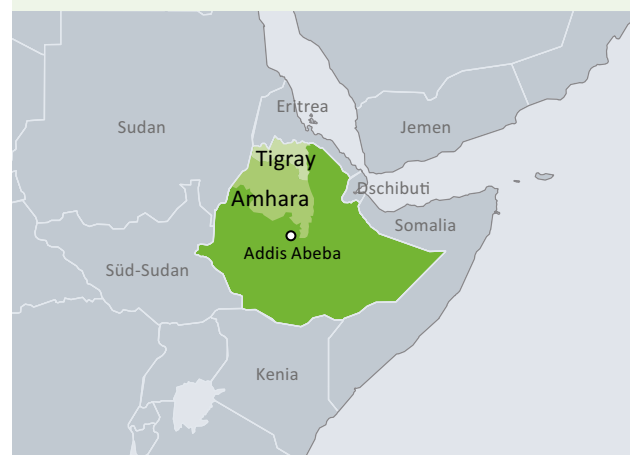 Eritrea
Sudan
Jemen
Tigray
Dschibuti
Amhara
Somalia
Addis Abeba
Süd-Sudan
Kenia